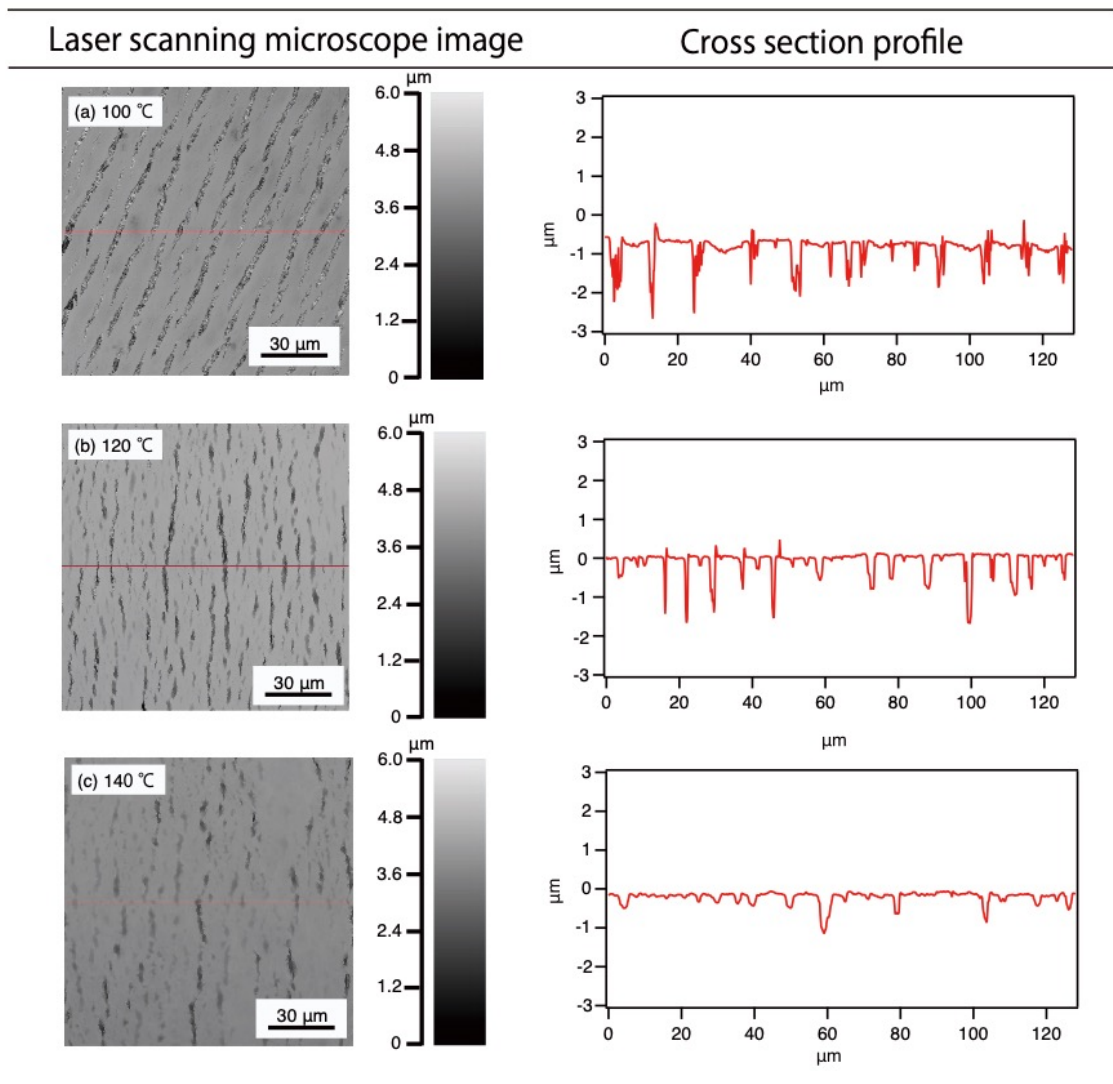 Laser scanning microscope image
Cross section profile
µm
(a) 100 ℃
6.0
4.8
3.6
2.4
1.2
0
30 µm
3
2
1
0
-1
-2
-3
µm
0 20 40 60 80 100 120
µm
µm
(b) 120 ℃
6.0
4.8
3.6
2.4
1.2
0
30 µm
3
2
1
0
-1
-2
-3
µm
0 20 40 60 80 100 120
µm
µm
(c) 140 ℃
6.0
4.8
3.6
2.4
1.2
0
30 µm
3
2
1
0
-1
-2
-3
µm
0 20 40 60 80 100 120
µm